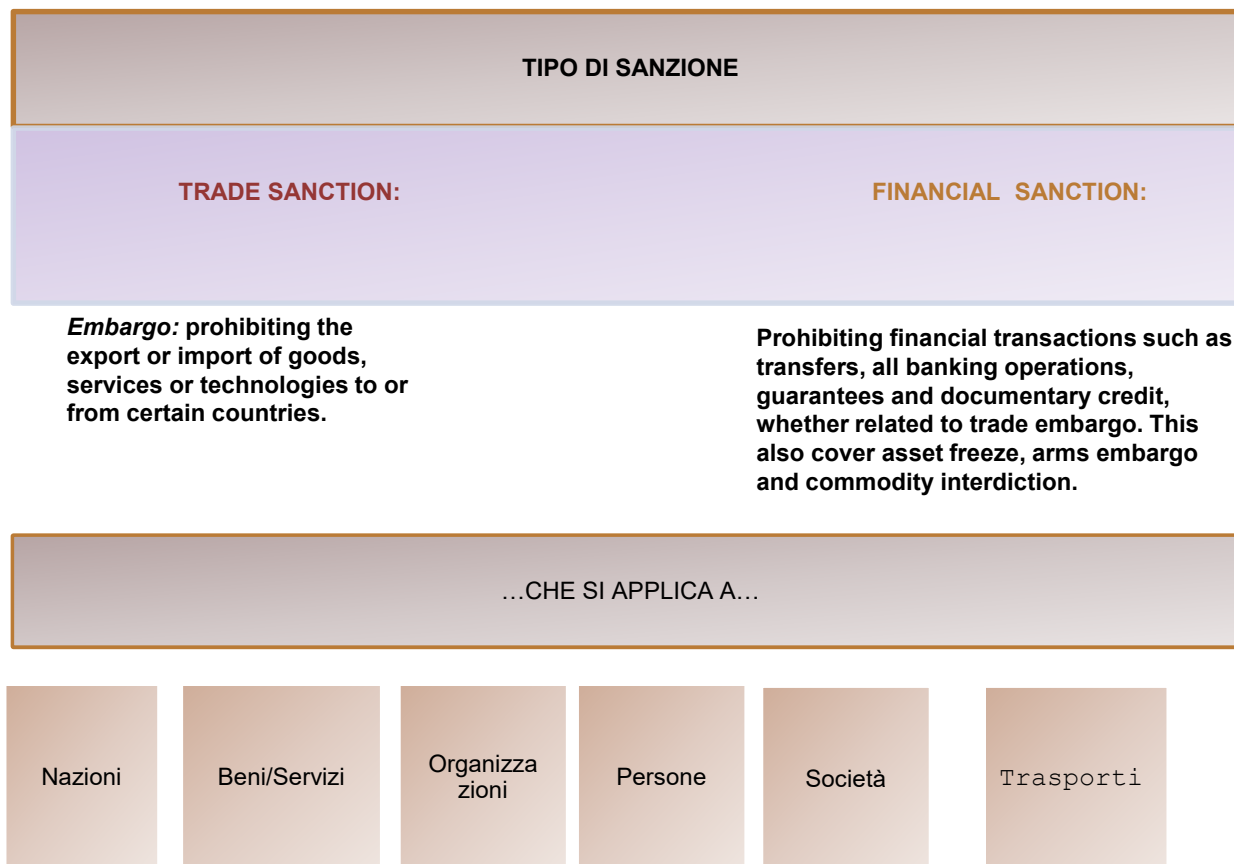 TIPO DI SANZIONE
TRADE SANCTION:
FINANCIAL SANCTION:
Embargo: prohibiting the
export or import of goods,
services or technologies to or
from certain countries.
Prohibiting financial transactions such as
transfers, all banking operations,
guarantees and documentary credit,
whether related to trade embargo. This
also cover asset freeze, arms embargo
and commodity interdiction.
…CHE SI APPLICA A…
Nazioni
Beni/Servizi
Organizza
zioni
Persone
Società
Trasporti